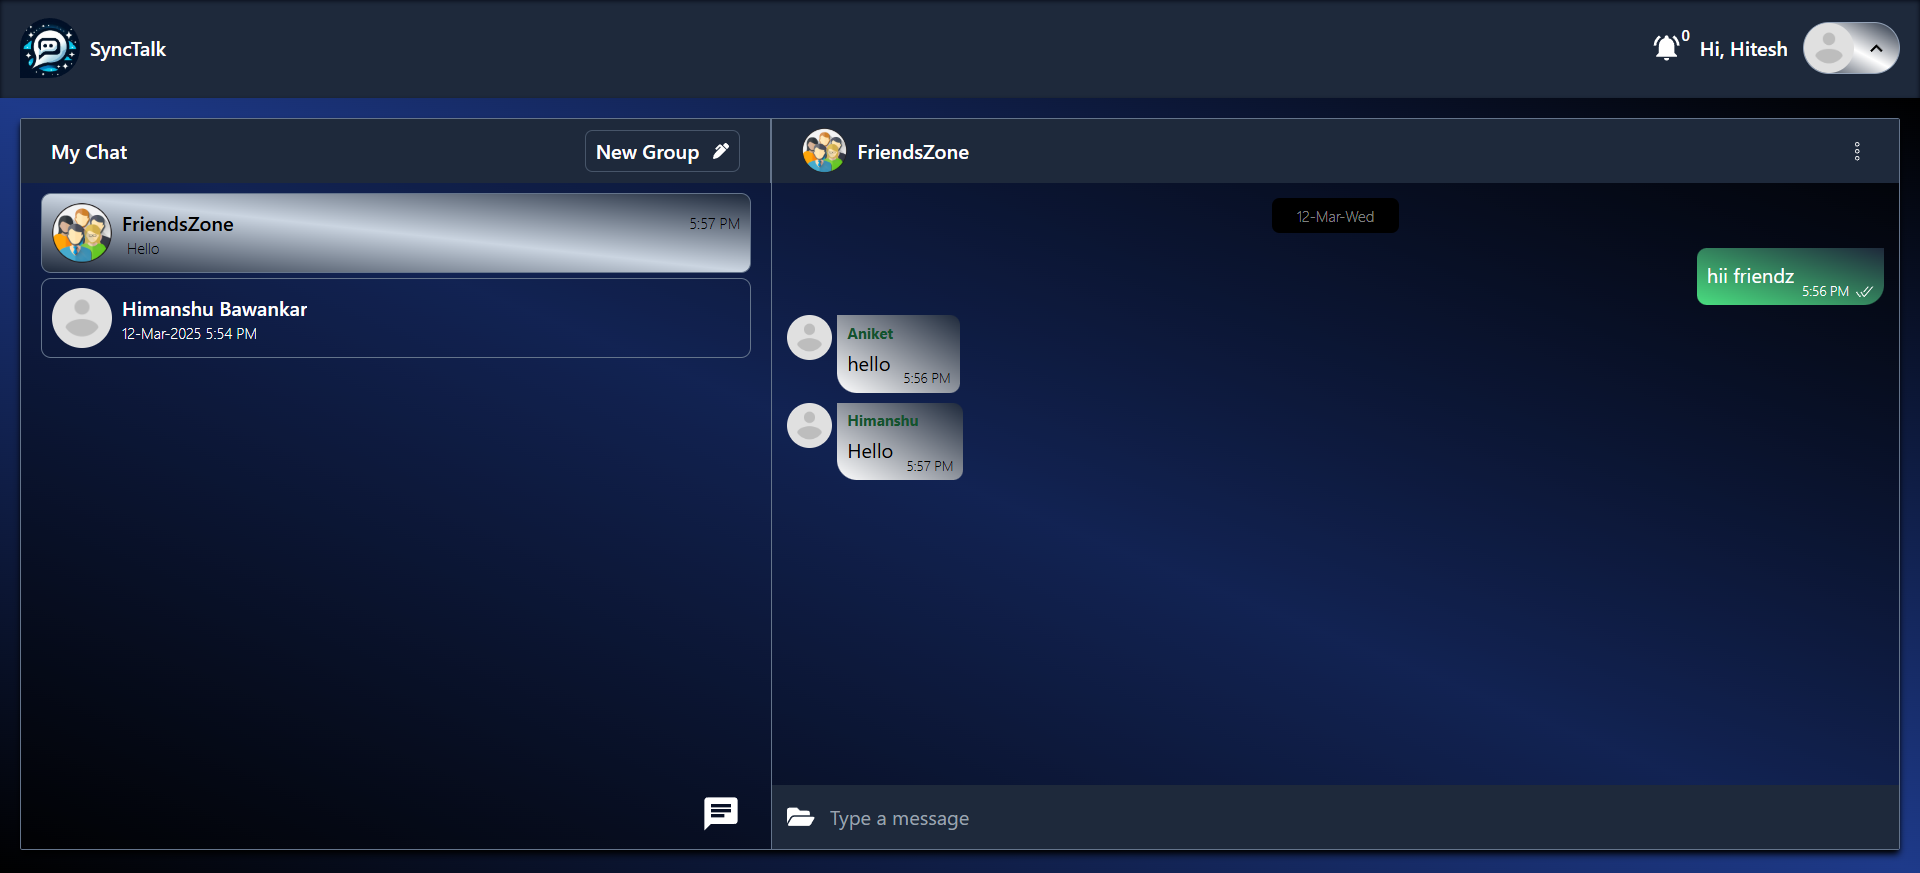 SyncTalk
0
Hi, Hitesh
My Chat
New Group
FriendsZone
5:57 PM
Hello
Himanshu Bawankar
12-Mar-2025 5:54 PM
FriendsZone
12-Mar-Wed
hii friendz
5:56 PM
Aniket
hello
5:56 PM
Himanshu
Hello
5:57 PM
Type a message